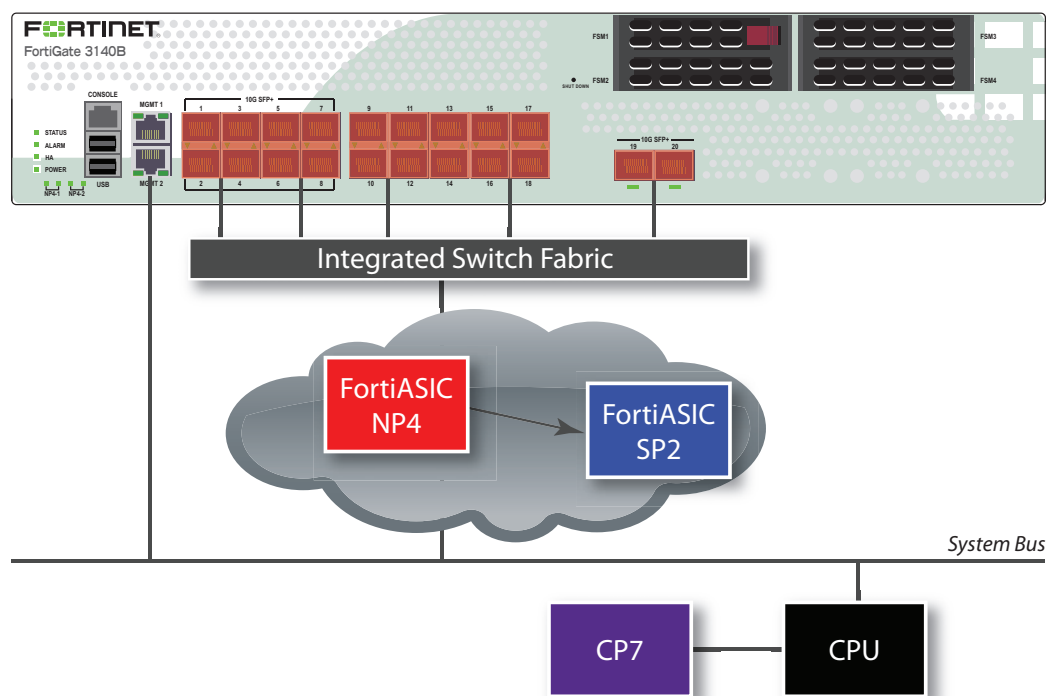 FORTINET
FortiGate 3140B
FSM1
FSM3
SHUT DOWN
FSM2
FSM4
CONSOLE
MGMT 1
10G SFP+
1 3 5 7 9 11 13 15 17
STATUS
ALARM
HA
POWER
10G SFP+
19 20
NP4-1 NP4-2
USB
MGMT 2
2 4 6 8 10 12 14 16 18
Integrated Switch Fabric
FortiASIC
NP4
FortiASIC
SP2
System Bus
CP7
CPU